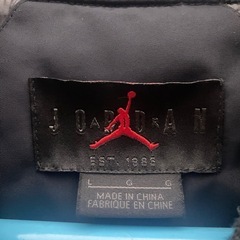 JORDAN
EST. 1985
L G G
MADE IN CHINA
FABRIQUE EN CHINE